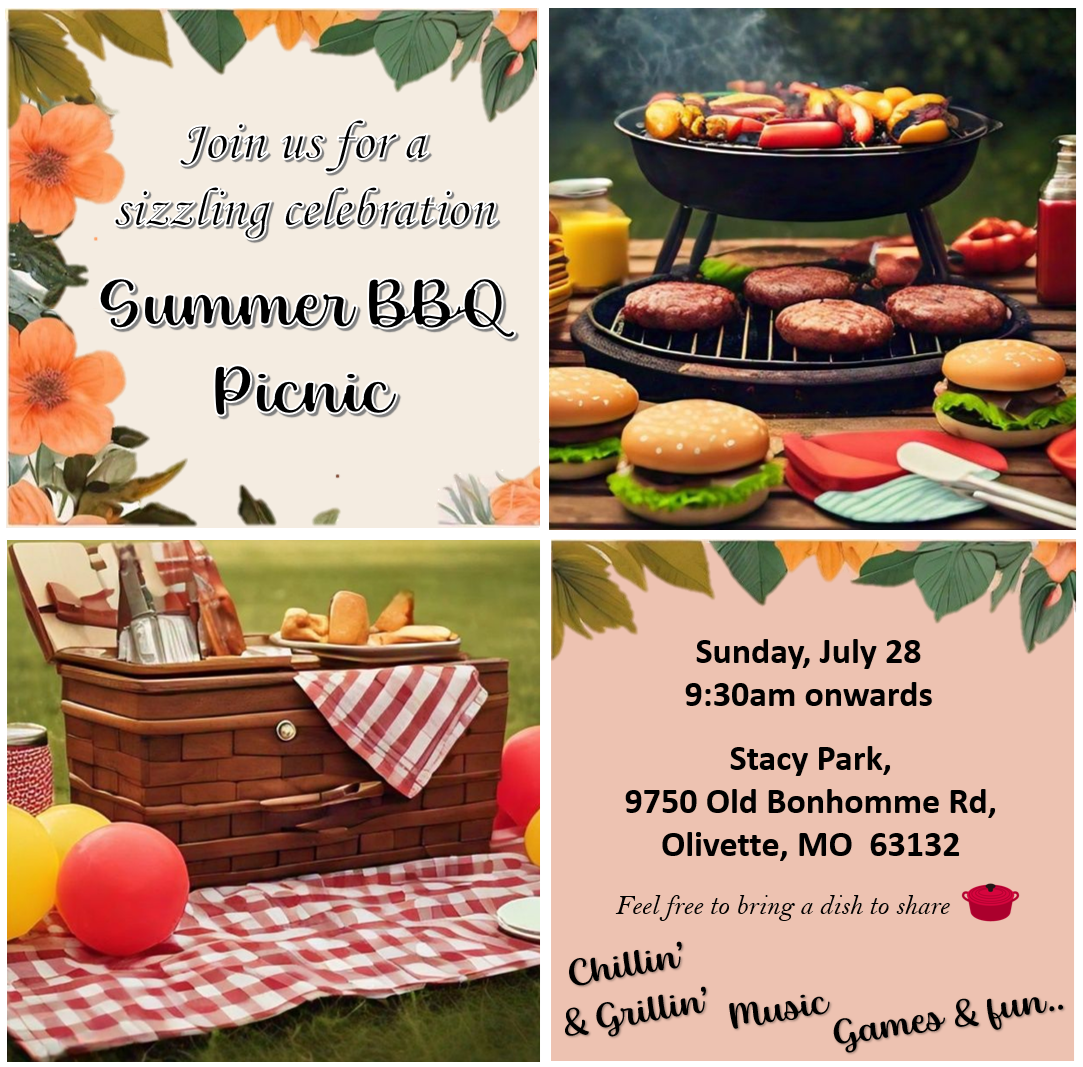 Join us for a
sizzling celebration
Summer BBQ
Picnic
Sunday, July 28
9:30am onwards
Stacy Park,
9750 Old Bonhomme Rd,
Olivette, MO  63132
Feel free to bring a dish to share
Chillin’
& Grillin’
Music
Games & fun..